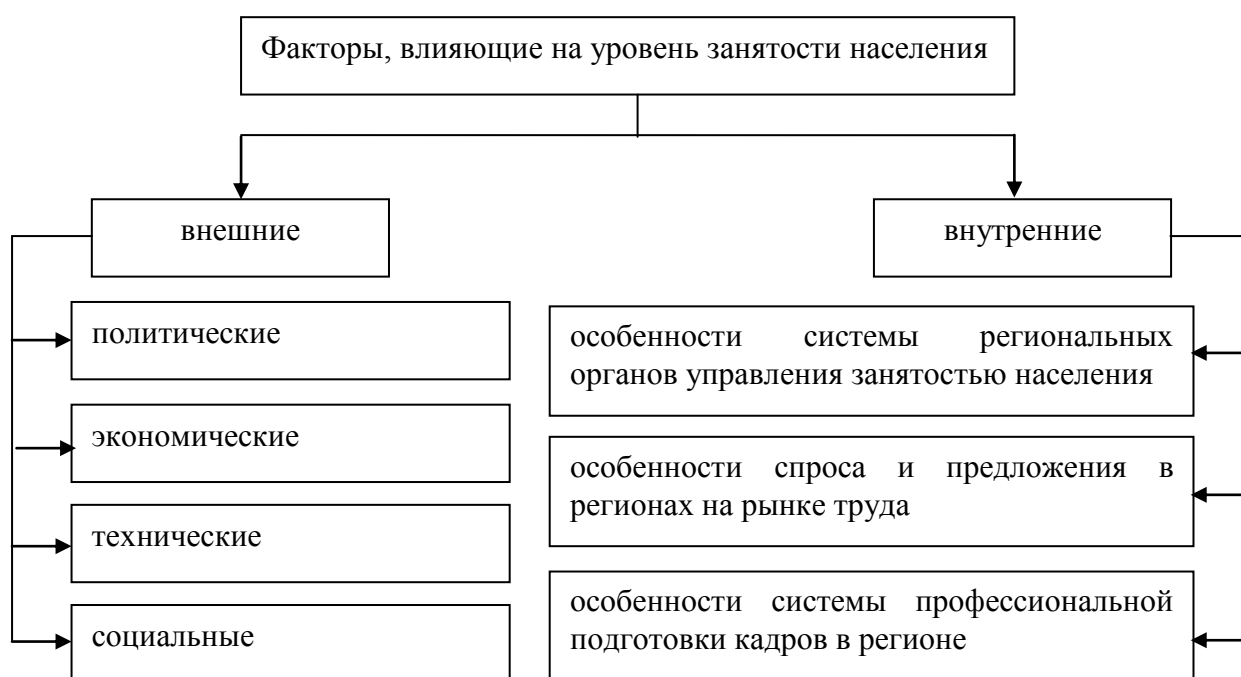 Факторы, влияющие на уровень занятости населения
внешние
внутренние
политические
экономические
технические
социальные
особенности системы региональных
органов управления занятостью населения
особенности спроса и предложения в
регионах на рынке труда
особенности системы профессиональной
подготовки кадров в регионе